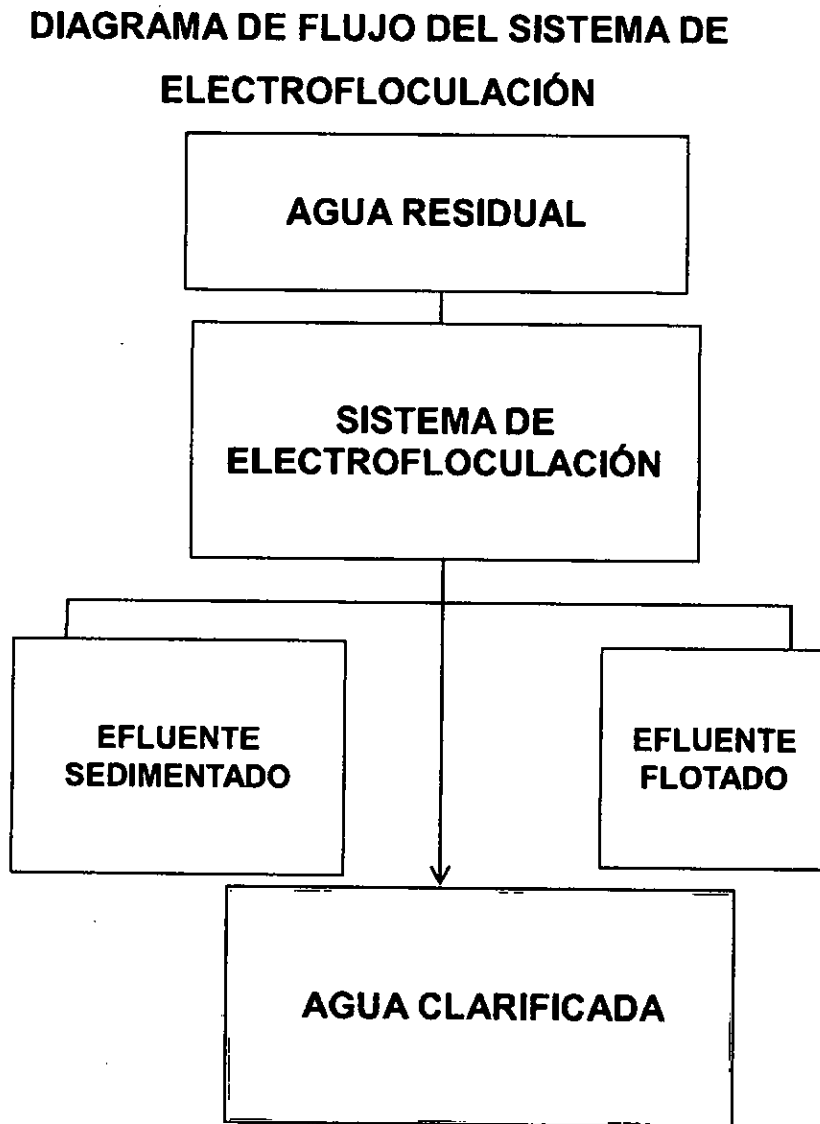 DIAGRAMA DE FLUJO DEL SISTEMA DE
ELECTROFLOCULACIÓN
AGUA RESIDUAL
SISTEMA DE
ELECTROFLOCULACIÓN
EFLUENTE
SEDIMENTADO
EFLUENTE
FLOTADO
AGUA CLARIFICADA